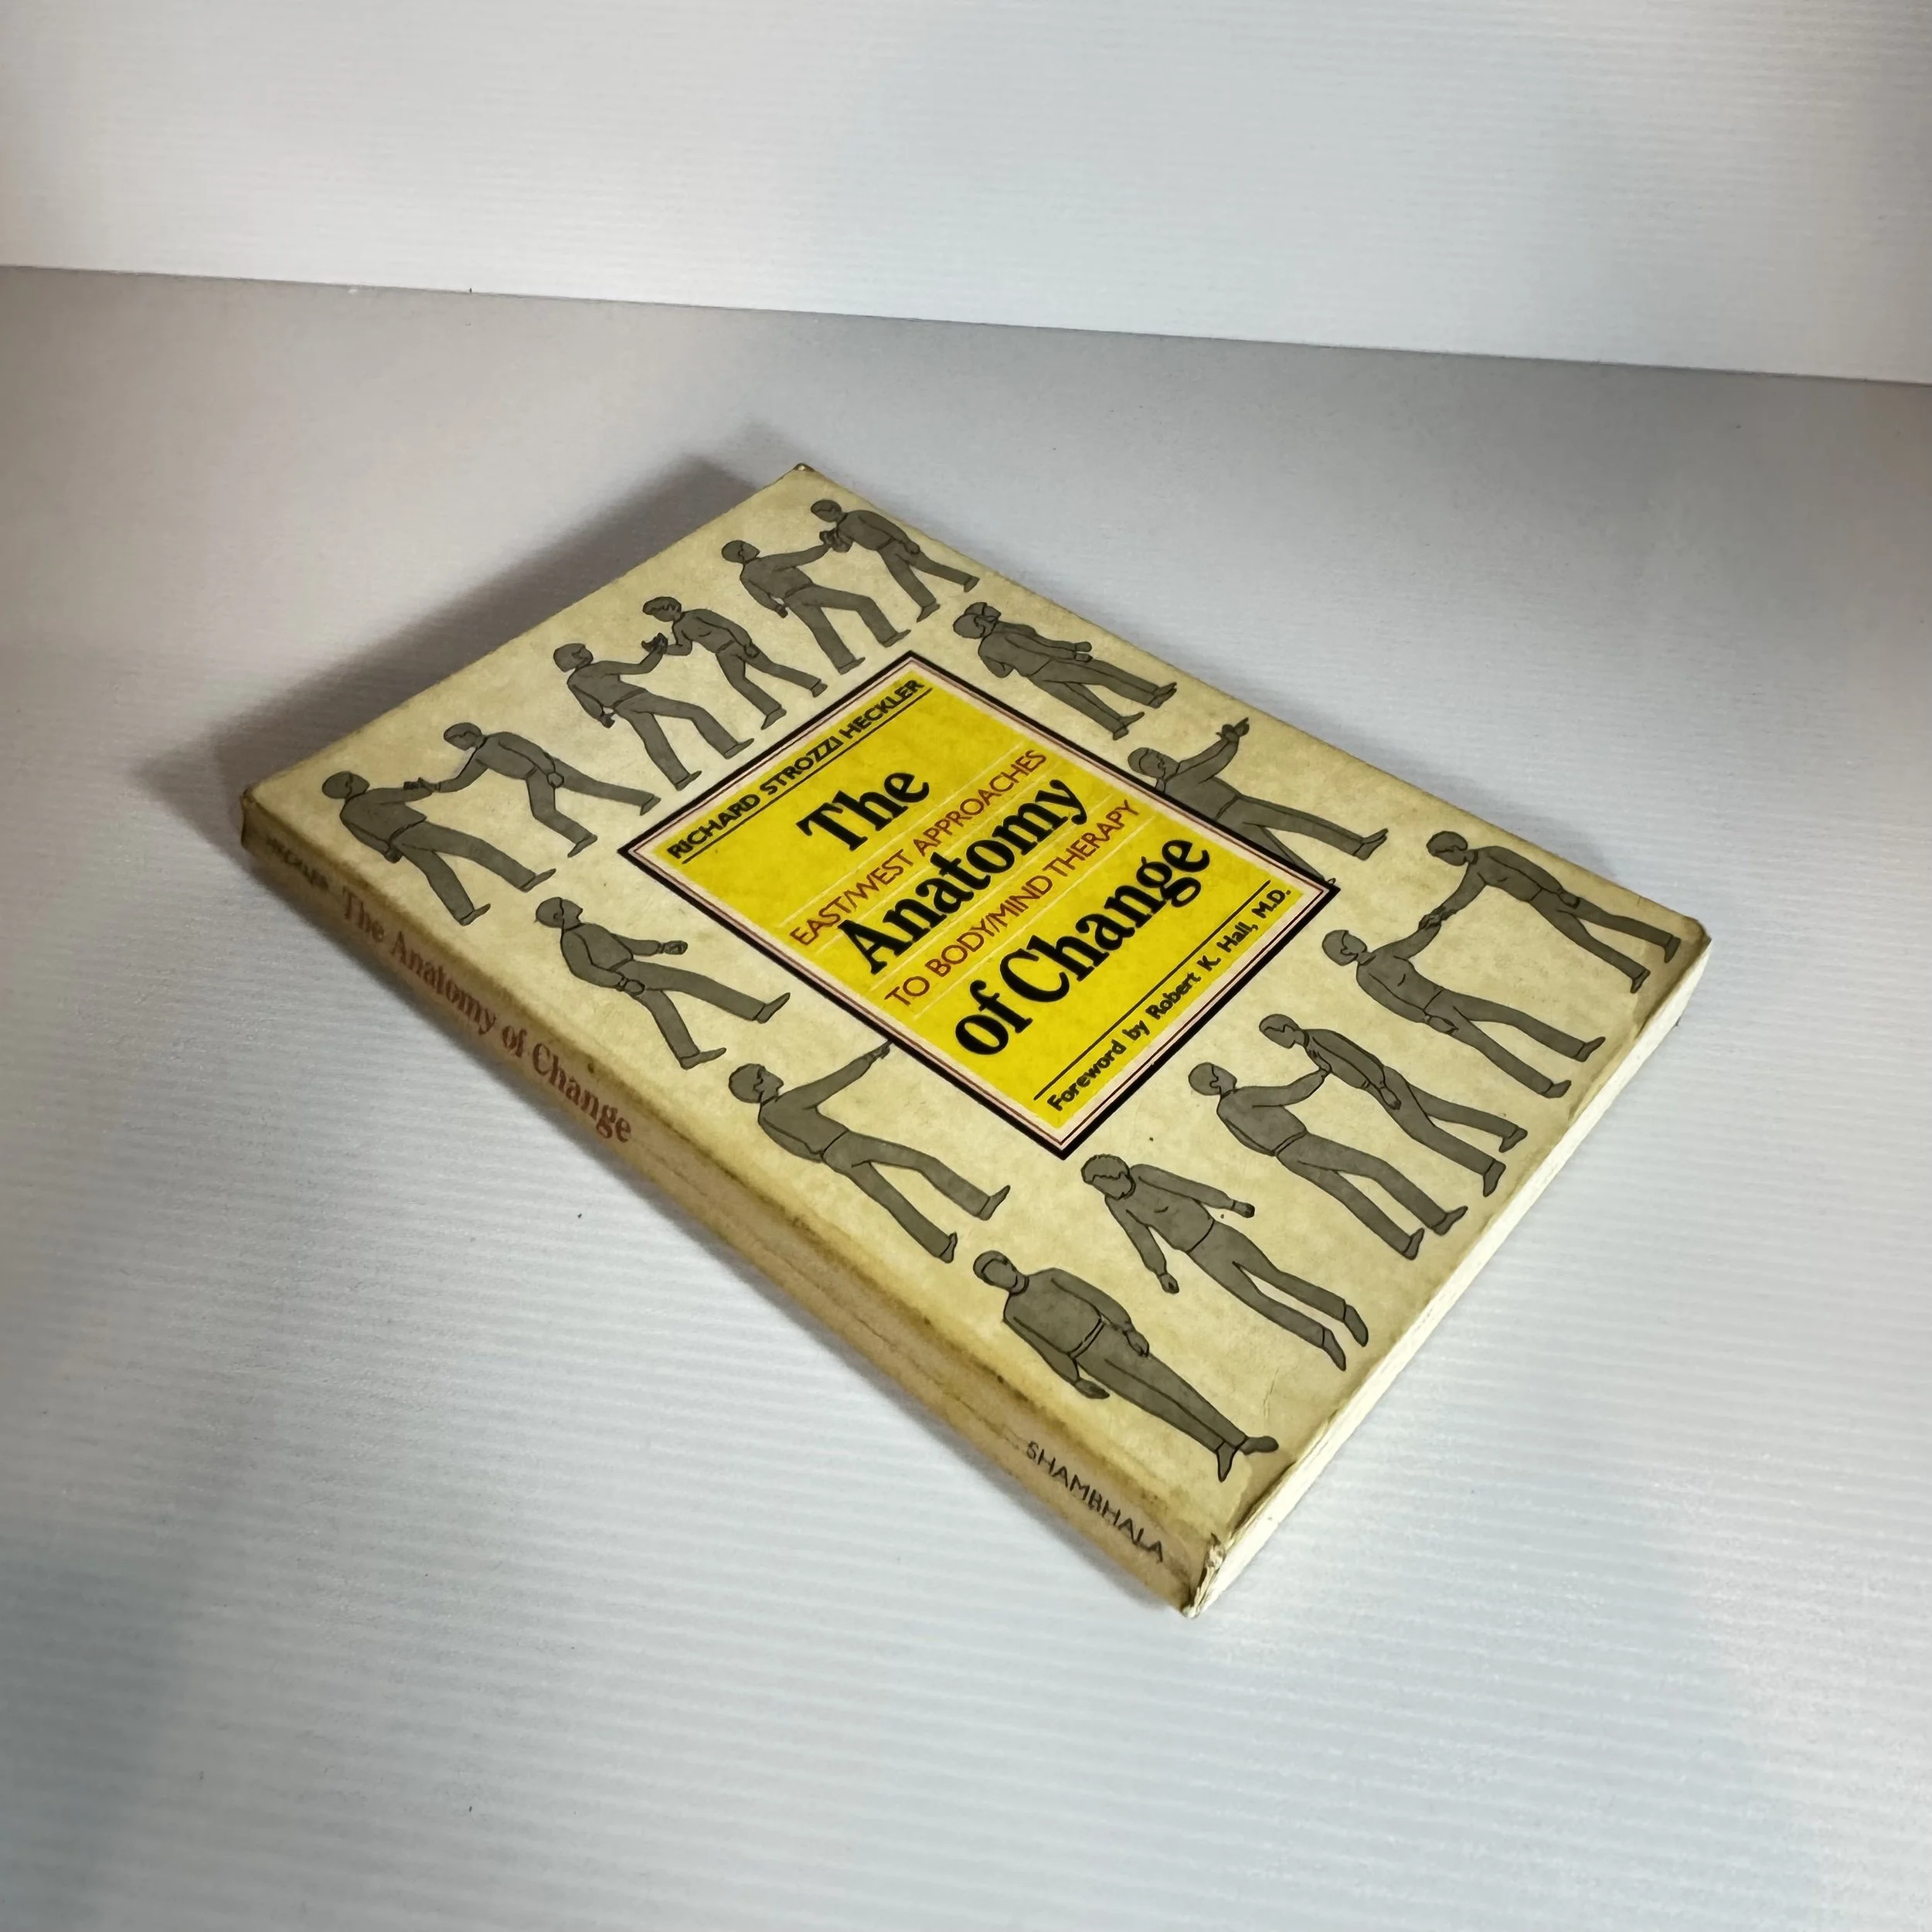 RICHARD STROZZI HECKLER
The
EAST/WEST APPROACHES
Anatomy
TO BODY/MIND THERAPY
of Change
Foreword by Robert K. Hall, M.D.
HECKLER The Anatomy of Change SHAMBHALA